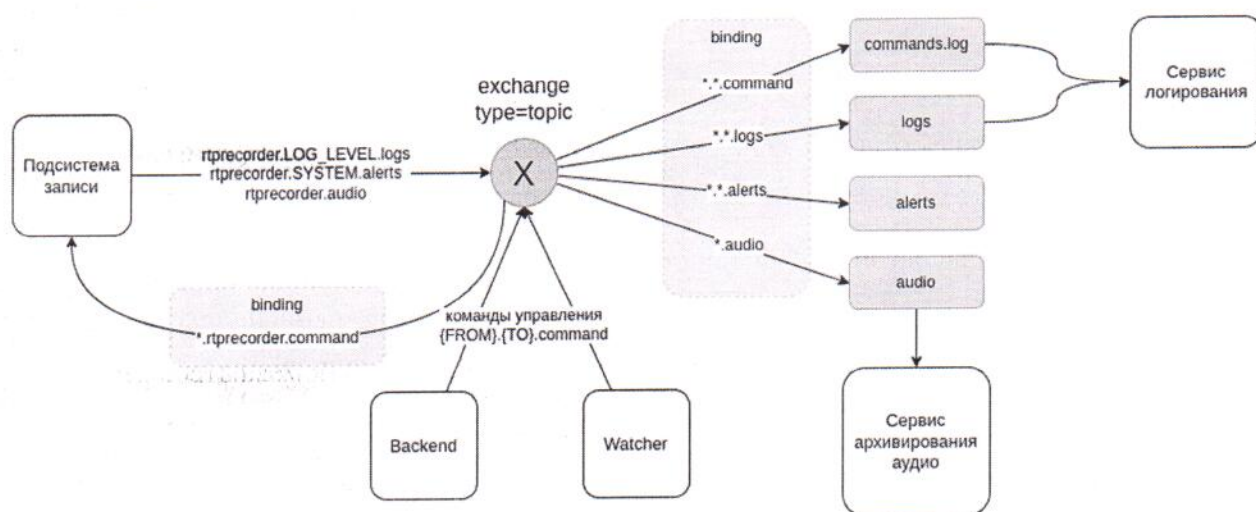 binding
commands.log
Сервис
логирования
*.*.command
exchange
type=topic
*.*.logs
logs
Подсистема
записи
rtprecorder.LOG_LEVEL.logs
rtprecorder.SYSTEM.alerts
rtprecorder.audio
X
*.*.alerts
alerts
*.audio
audio
binding
*.rtprecorder.command
команды управления
{FROM}.{TO}.command
Backend
Watcher
Сервис
архивирования
аудио